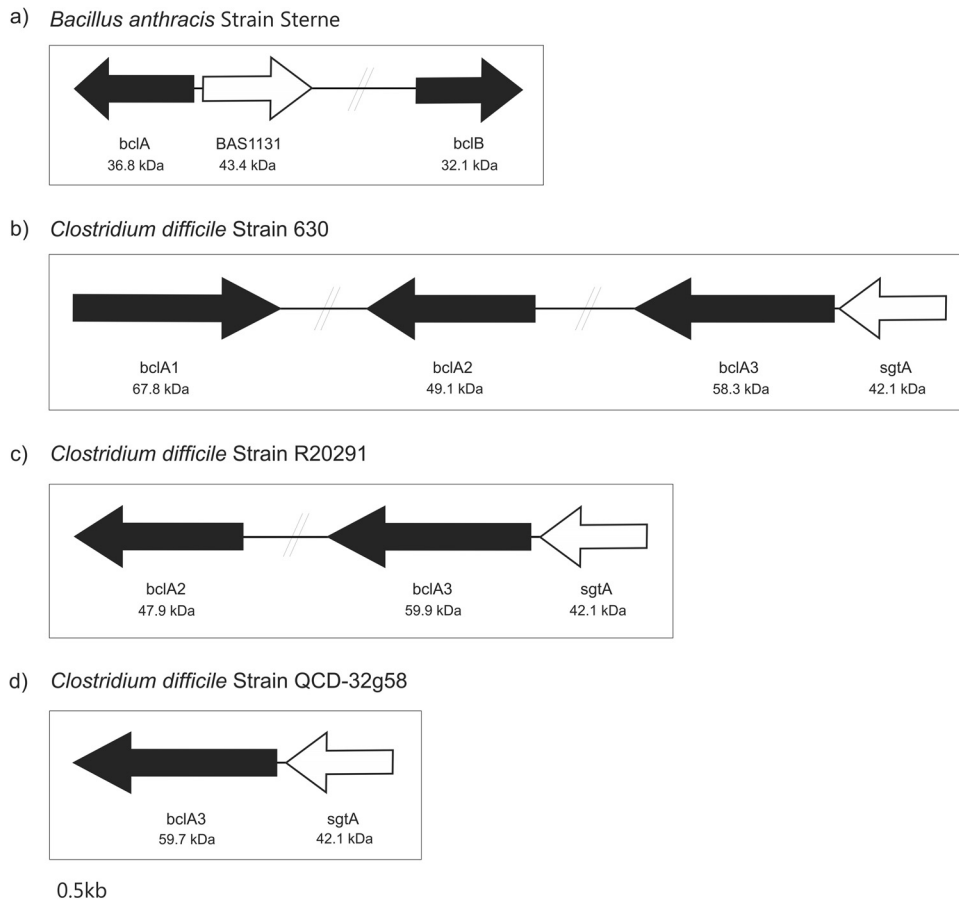 a) Bacillus anthracis Strain Sterne
bclA BAS1131 bclB
36.8 kDa 43.4 kDa 32.1 kDa
b) Clostridium difficile Strain 630
bclA1 bclA2 bclA3 sgtA
67.8 kDa 49.1 kDa 58.3 kDa 42.1 kDa
c) Clostridium difficile Strain R20291
bclA2 bclA3 sgtA
47.9 kDa 59.9 kDa 42.1 kDa
d) Clostridium difficile Strain QCD-32g58
bclA3 sgtA
59.7 kDa 42.1 kDa
0.5kb